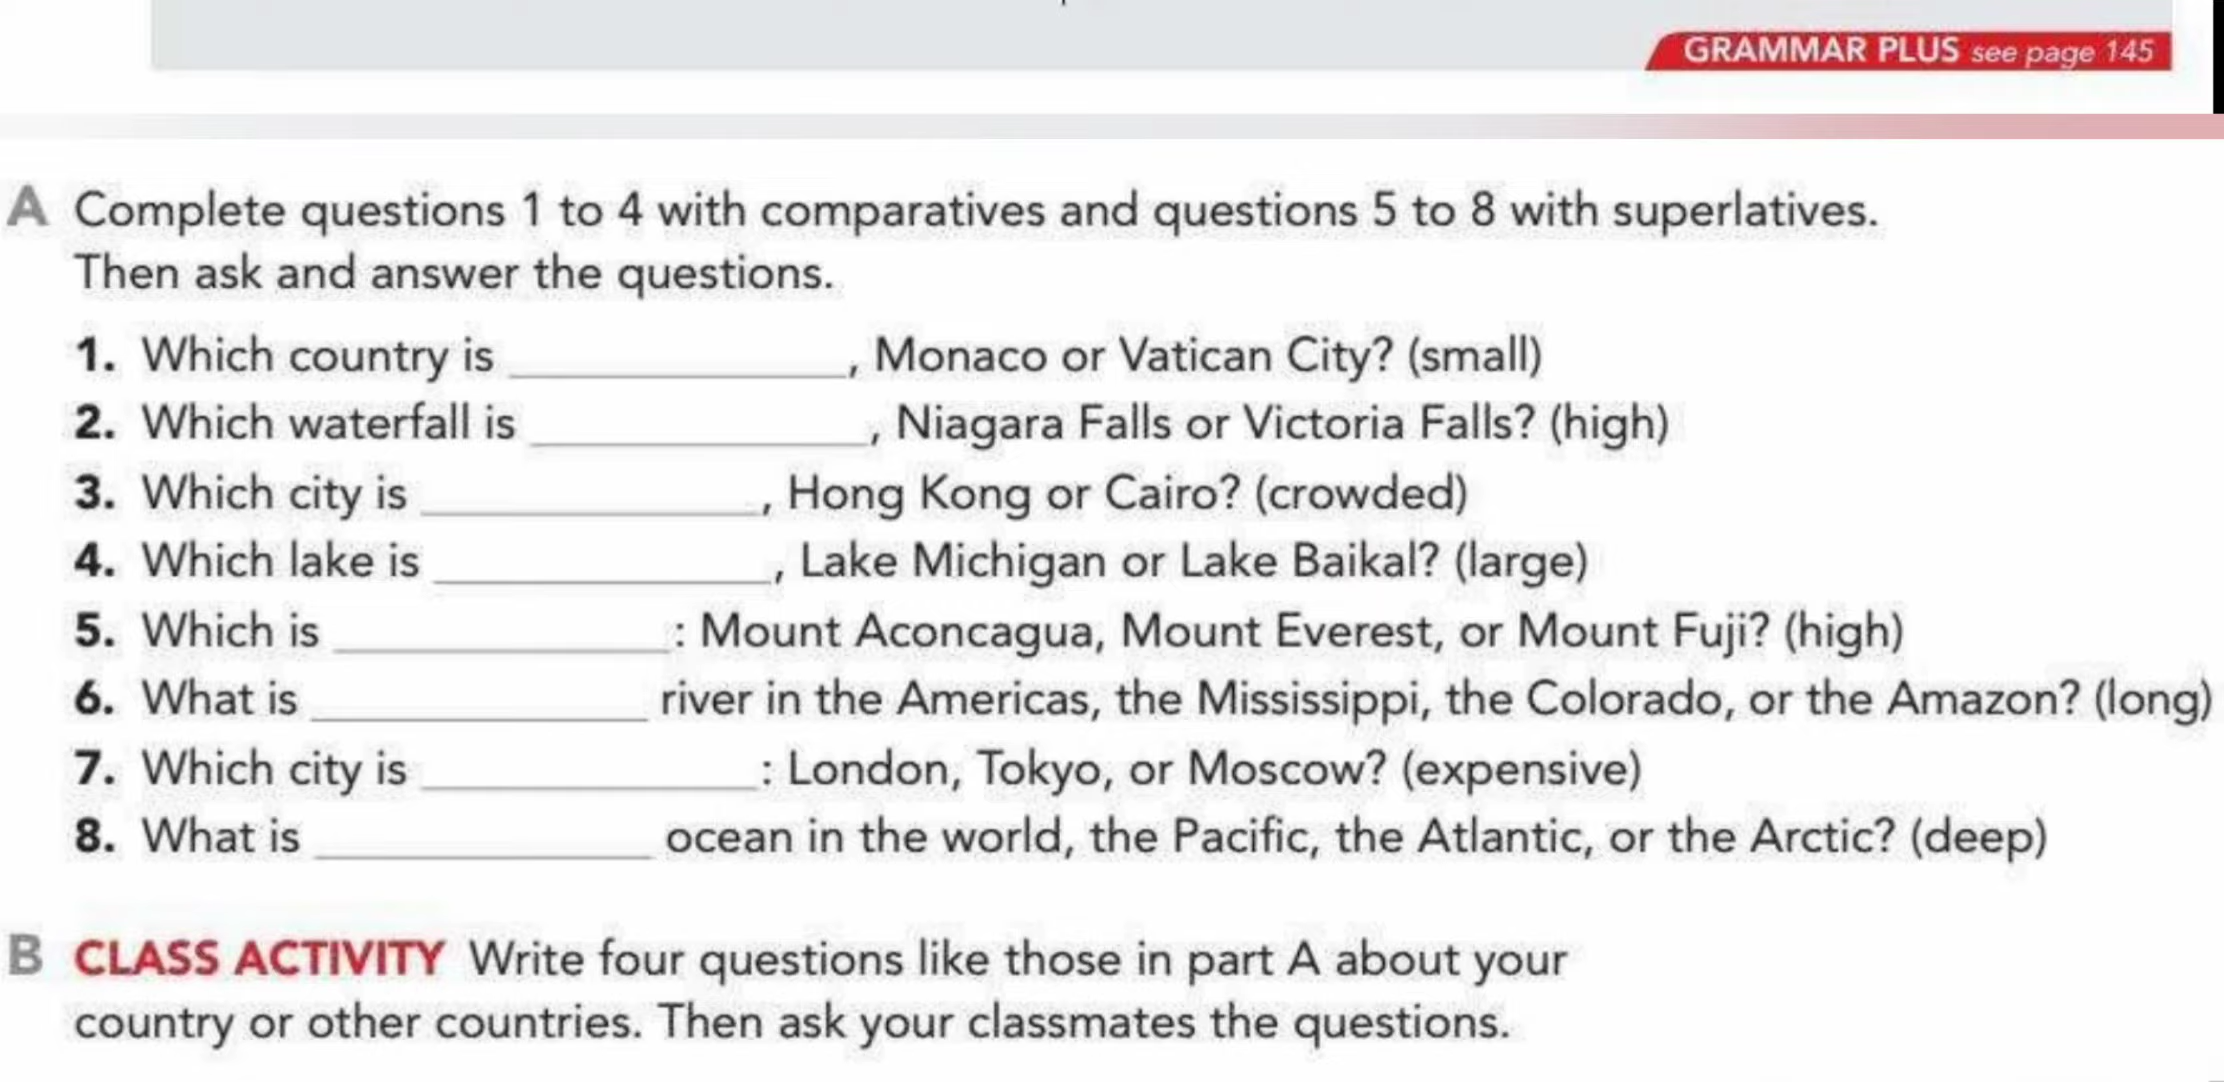 GRAMMAR PLUS see page 145
A Complete questions 1 to 4 with comparatives and questions 5 to 8 with superlatives.
Then ask and answer the questions.
1. Which country is ____________, Monaco or Vatican City? (small)
2. Which waterfall is ____________, Niagara Falls or Victoria Falls? (high)
3. Which city is ____________, Hong Kong or Cairo? (crowded)
4. Which lake is ____________, Lake Michigan or Lake Baikal? (large)
5. Which is ____________: Mount Aconcagua, Mount Everest, or Mount Fuji? (high)
6. What is ____________ river in the Americas, the Mississippi, the Colorado, or the Amazon? (long)
7. Which city is ____________: London, Tokyo, or Moscow? (expensive)
8. What is ____________ ocean in the world, the Pacific, the Atlantic, or the Arctic? (deep)
B CLASS ACTIVITY Write four questions like those in part A about your
country or other countries. Then ask your classmates the questions.